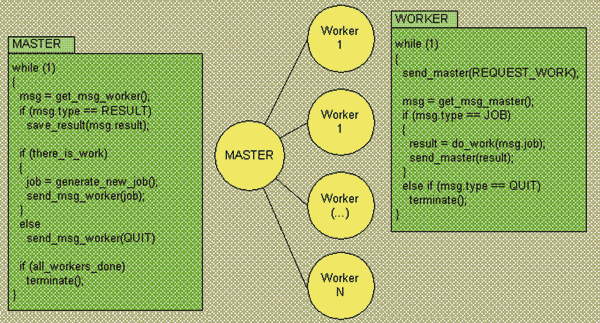 MASTER
while (1)
{
msg = get_msg_worker();
if (msg.type == RESULT)
save_result(msg.result);
if (there_is_work)
{
job = generate_new_job();
send_msg_worker(job);
}
else
send_msg_worker(QUIT)
if (all_workers_done)
terminate();
}
MASTER
Worker
1
Worker
1
Worker
(...)
Worker
N
WORKER
while (1)
{
send_master(REQUEST_WORK);
msg = get_msg_master();
if (msg.type == JOB)
{
result = do_work(msg.job);
send_master(result);
}
else if (msg.type == QUIT)
terminate();
}